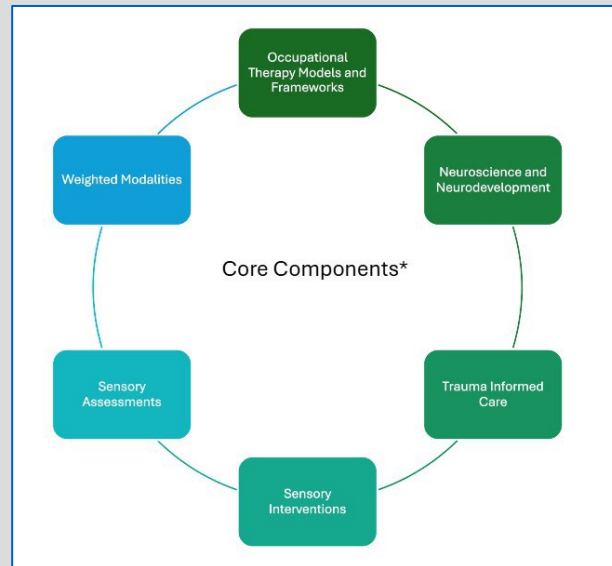 Occupational
Therapy Models and
Frameworks
Neuroscience and
Neurodevelopment
Trauma Informed
Care
Sensory
Interventions
Sensory
Assessments
Weighted Modalities
Core Components*